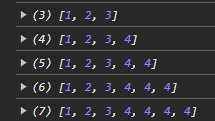 ▶ (3) [1, 2, 3]
▶ (4) [1, 2, 3, 4]
▶ (5) [1, 2, 3, 4, 4]
▶ (6) [1, 2, 3, 4, 4, 4]
▶ (7) [1, 2, 3, 4, 4, 4, 4]